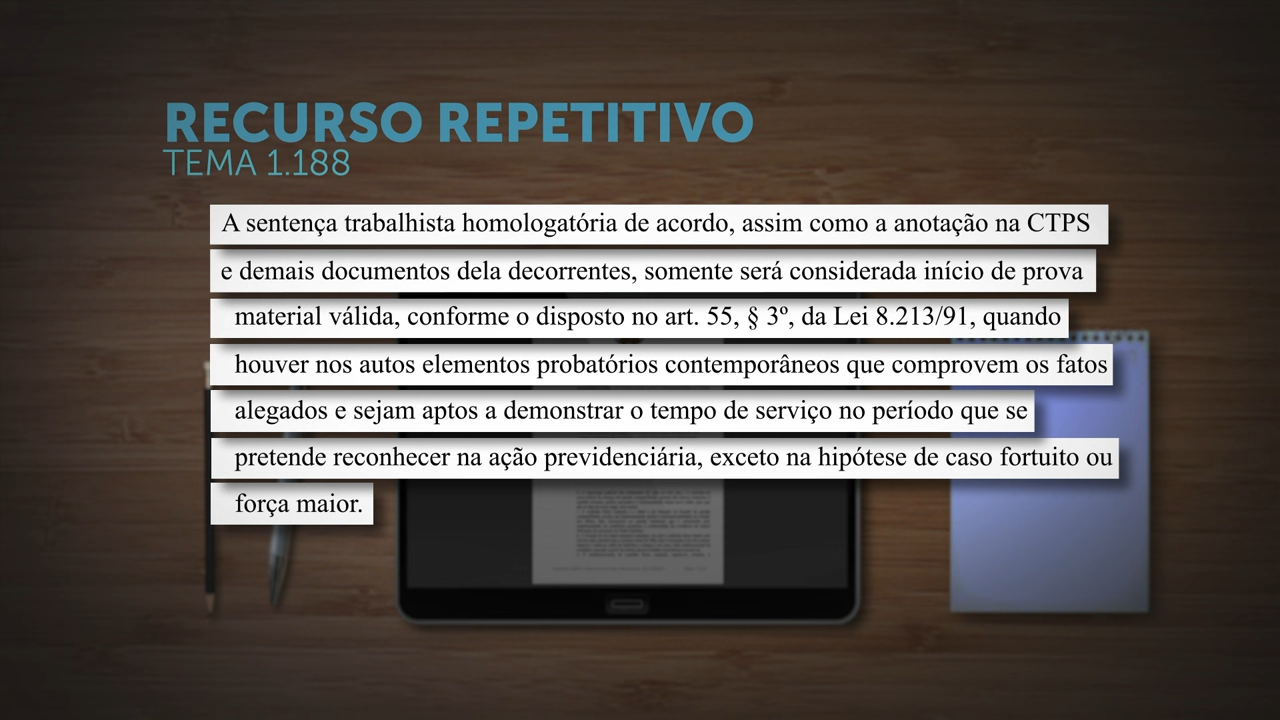 RECURSO REPETITIVO
TEMA 1.188
A sentença trabalhista homologatória de acordo, assim como a anotação na CTPS
e demais documentos dela decorrentes, somente será considerada início de prova
material válida, conforme o disposto no art. 55, § 3º, da Lei 8.213/91, quando
houver nos autos elementos probatórios contemporâneos que comprovem os fatos
alegados e sejam aptos a demonstrar o tempo de serviço no período que se
pretende reconhecer na ação previdenciária, exceto na hipótese de caso fortuito ou
força maior.